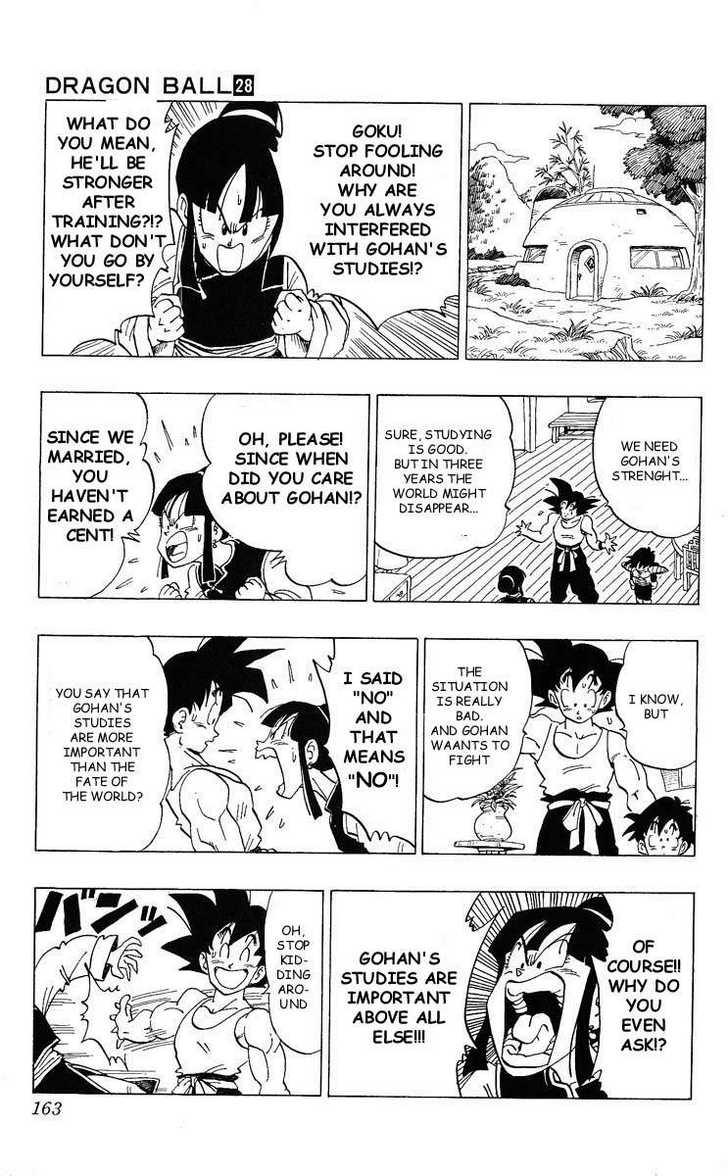 DRAGON BALL 28
GOKU!
STOP FOOLING
AROUND!
WHY ARE
YOU ALWAYS
INTERFERED
WITH GOHAN'S
STUDIES!?
WHAT DO
YOU MEAN,
HE'LL BE
STRONGER
AFTER
TRAINING?!?
WHAT DON'T
YOU GO BY
YOURSELF?
WE NEED
GOHAN'S
STRENGHT...
SURE, STUDYING
IS GOOD.
BUT IN THREE
YEARS THE
WORLD MIGHT
DISAPPEAR...
OH, PLEASE!
SINCE WHEN
DID YOU CARE
ABOUT GOHAN!?
SINCE WE
MARRIED,
YOU
HAVEN'T
EARNED A
CENT!
I KNOW,
BUT
THE
SITUATION
IS REALLY
BAD.
AND GOHAN
WAANTS TO
FIGHT
I SAID
"NO"
AND
THAT
MEANS
"NO"!
YOU SAY THAT
GOHAN'S
STUDIES
ARE MORE
IMPORTANT
THAN THE
FATE OF
THE WORLD?
OF
COURSE!!
WHY DO
YOU
EVEN
ASK!?
GOHAN'S
STUDIES ARE
IMPORTANT
ABOVE ALL
ELSE!!!
OH,
STOP
KID-
DING
ARO-
UND
バンッ
163